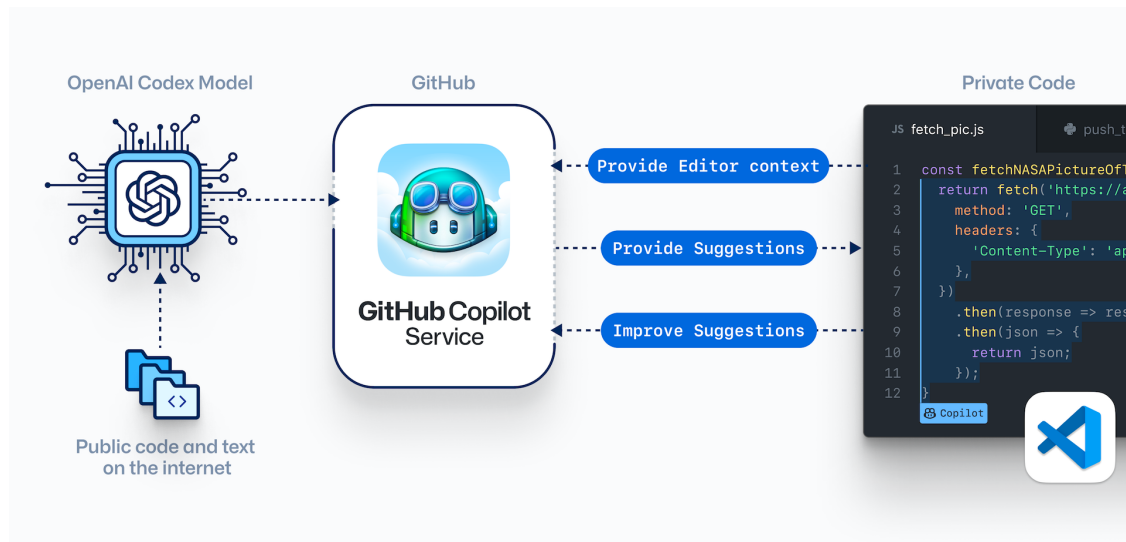 OpenAI Codex Model
GitHub
Private Code
JS fetch_pic.js
push_t
Provide Editor context
Provide Suggestions
Improve Suggestions
GitHub Copilot
Service
<>
Public code and text
on the internet
1 const fetchNASAPictureOfT
2 return fetch('https://a
3 method: 'GET',
4 headers: {
5 'Content-Type': 'ap
6 },
7 })
8 .then(response => res
9 .then(json => {
10 return json;
11 });
12 }
Copilot